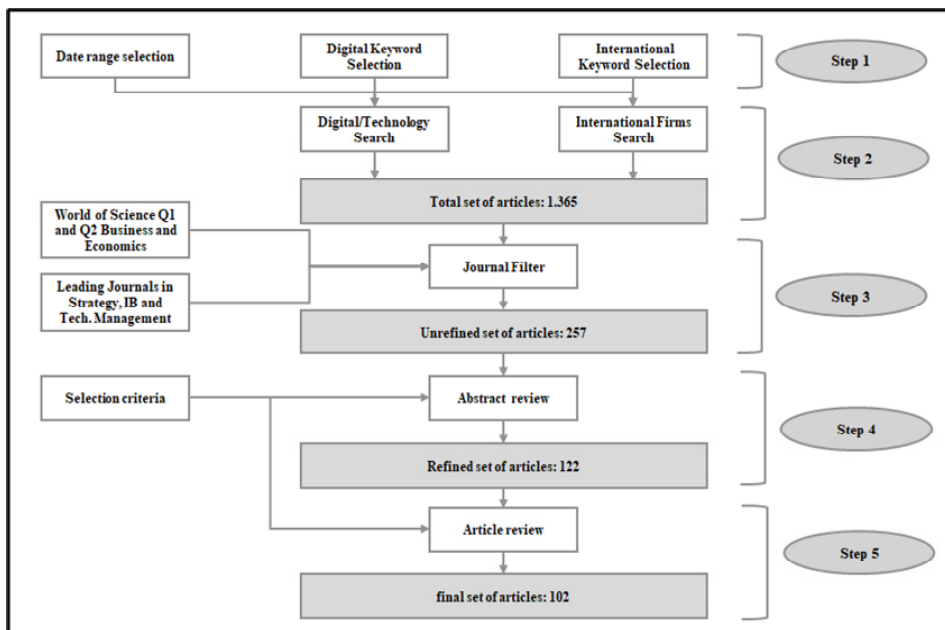 Date range selection
Digital Keyword
Selection
International
Keyword Selection
Step 1
Digital/Technology
Search
International Firms
Search
Step 2
Total set of articles: 1.365
World of Science Q1
and Q2 Business and
Economics
Journal Filter
Leading Journals in
Strategy, IB and
Tech. Management
Step 3
Unrefined set of articles: 257
Selection criteria
Abstract review
Step 4
Refined set of articles: 122
Article review
Step 5
final set of articles: 102